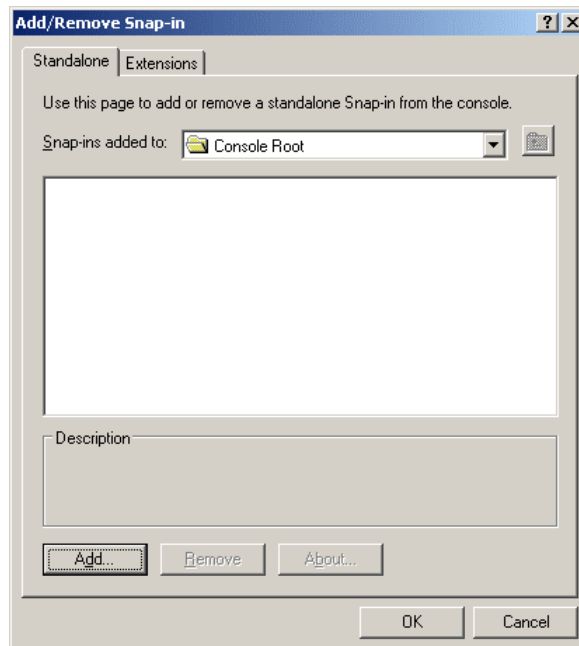 Add/Remove Snap-in
Standalone
Extensions
Use this page to add or remove a standalone Snap-in from the console.
Snap-ins added to:
Console Root
Description
Add...
Remove
About...
OK
Cancel